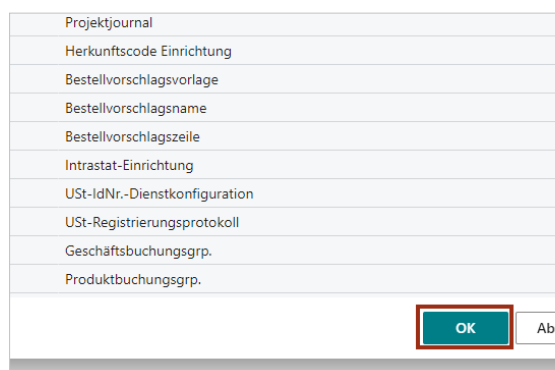 Projektjournal
Herkunftscode Einrichtung
Bestellvorschlagsvorlage
Bestellvorschlagsname
Bestellvorschlagszeile
Intrastat-Einrichtung
USt-IdNr.-Dienstkonfiguration
USt-Registrierungsprotokoll
Geschäftsbuchungsgrp.
Produktbuchungsgrp.
OK Ab